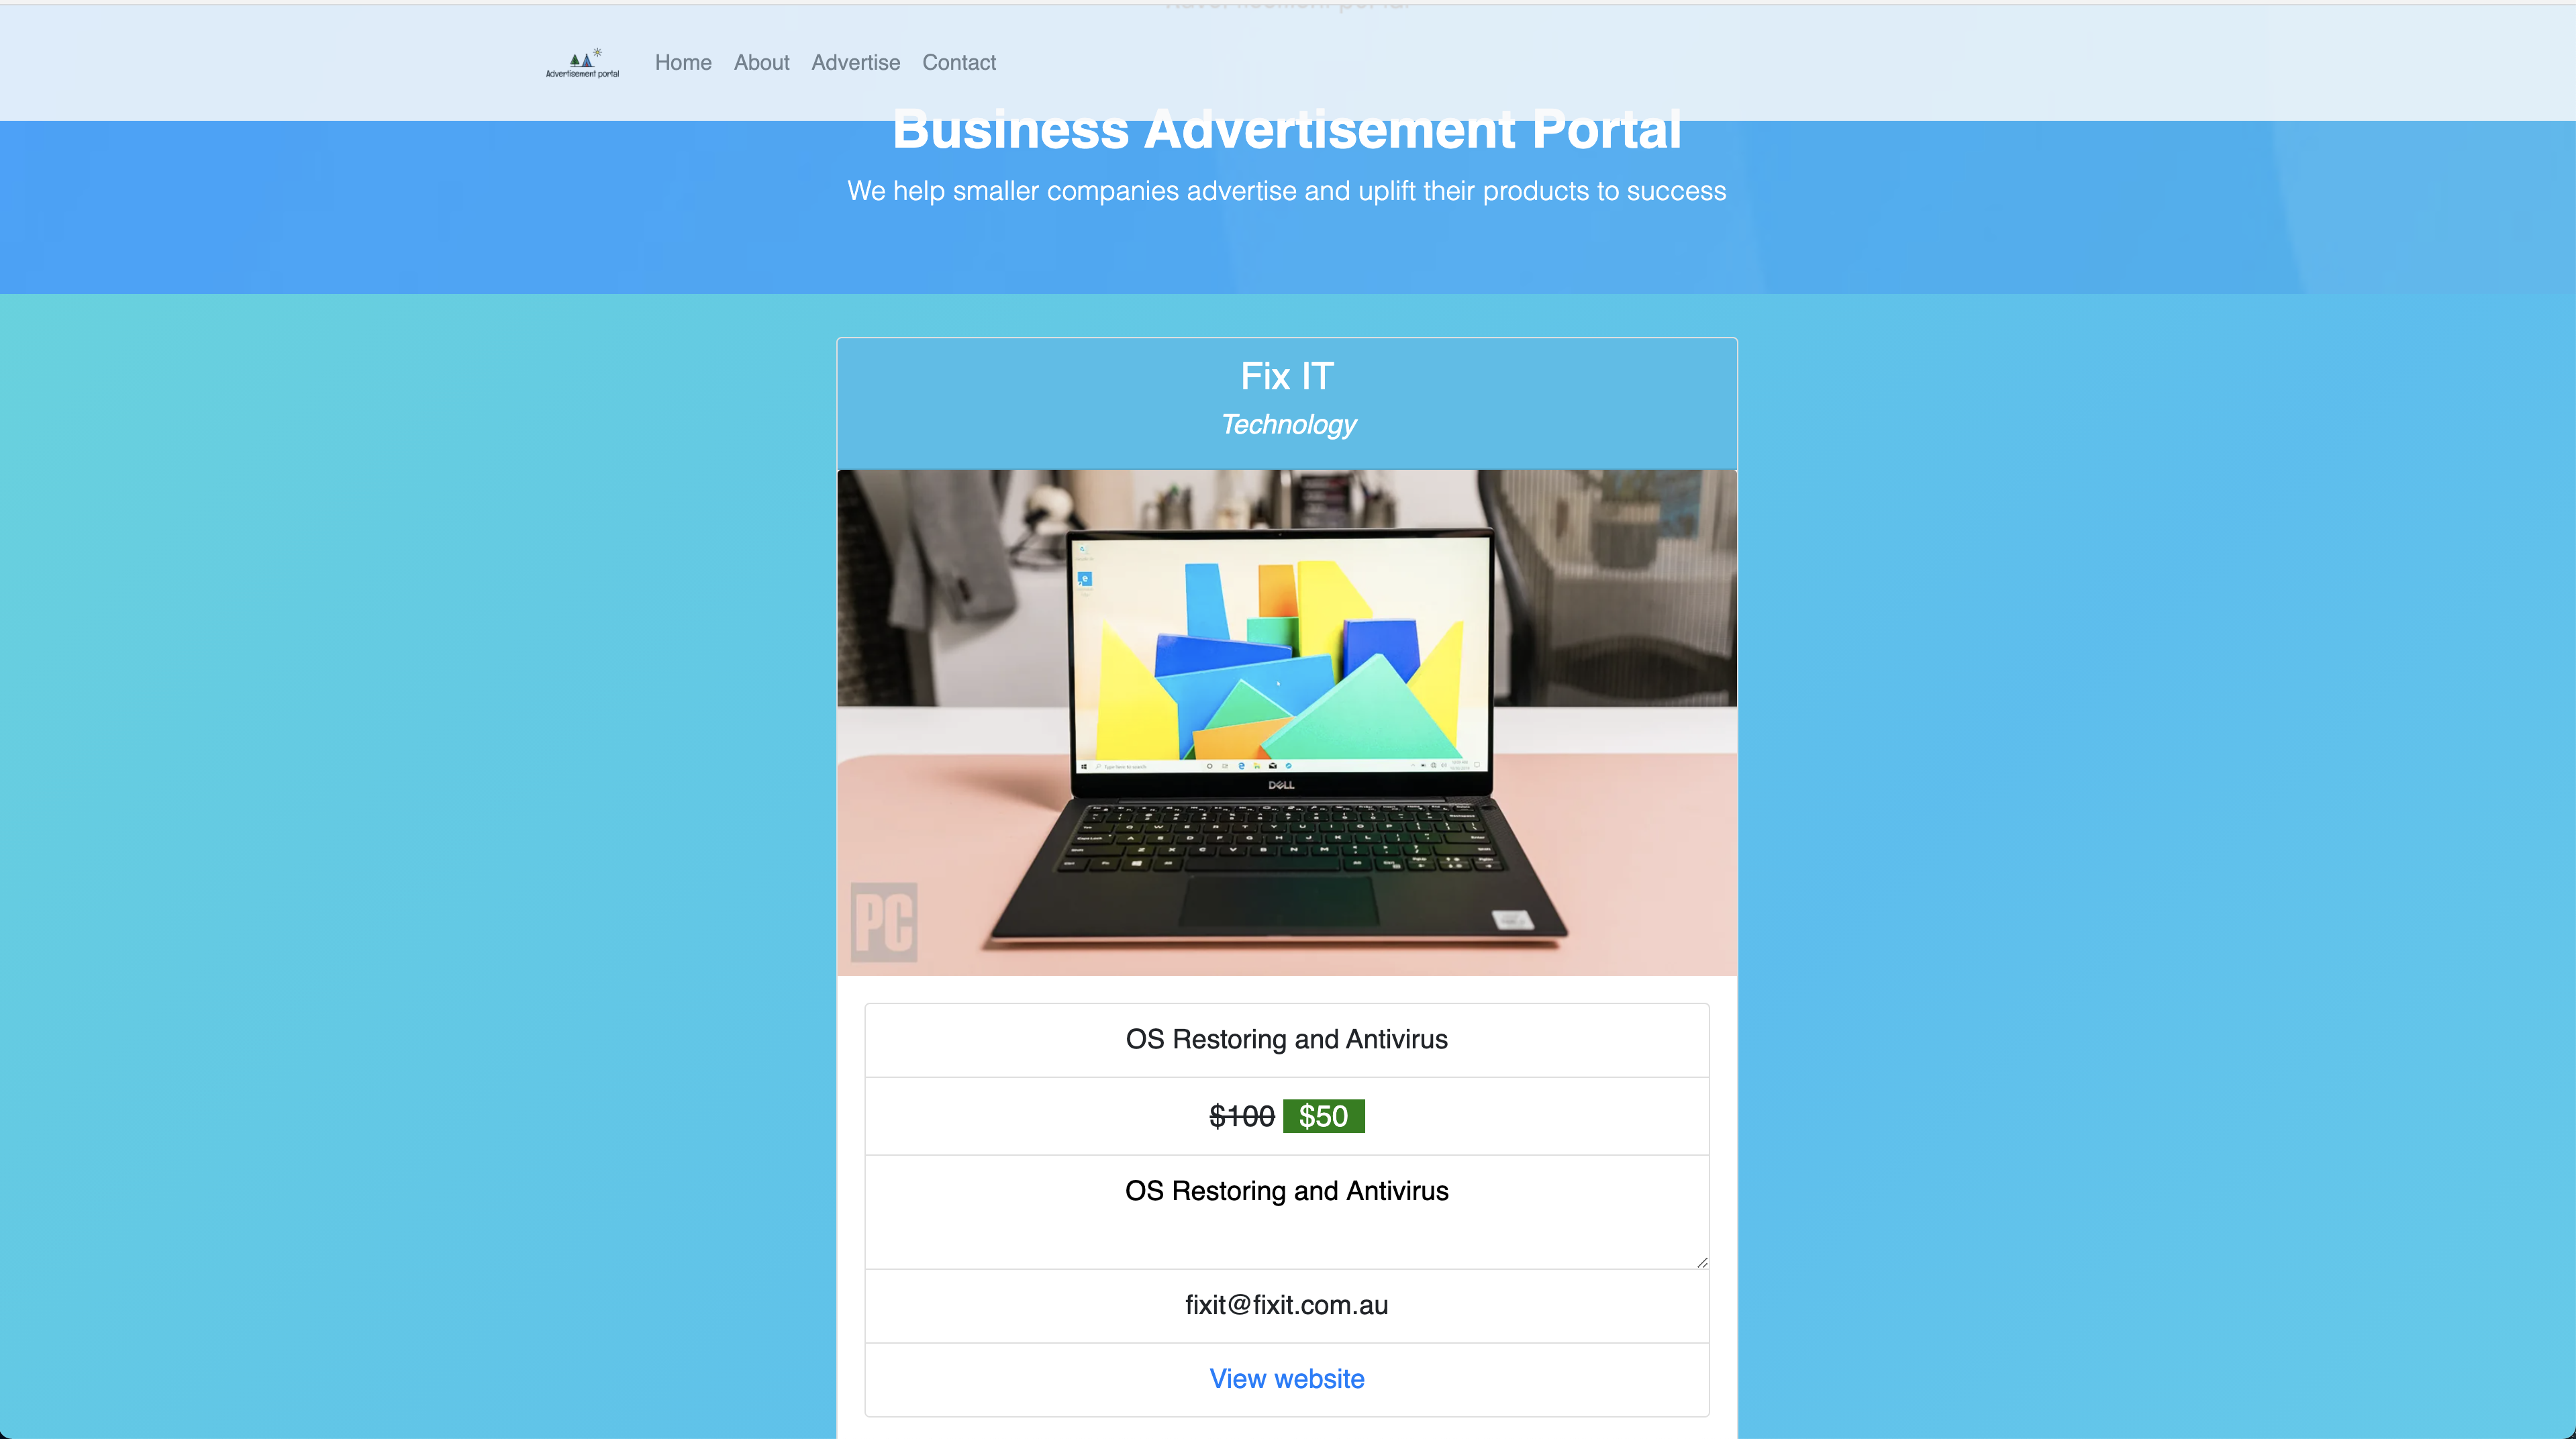 Advertisement portal
Home About Advertise Contact
Business Advertisement Portal
We help smaller companies advertise and uplift their products to success
Fix IT
Technology
DELL
PC
OS Restoring and Antivirus
$100 $50
OS Restoring and Antivirus
fixit@fixit.com.au
View website